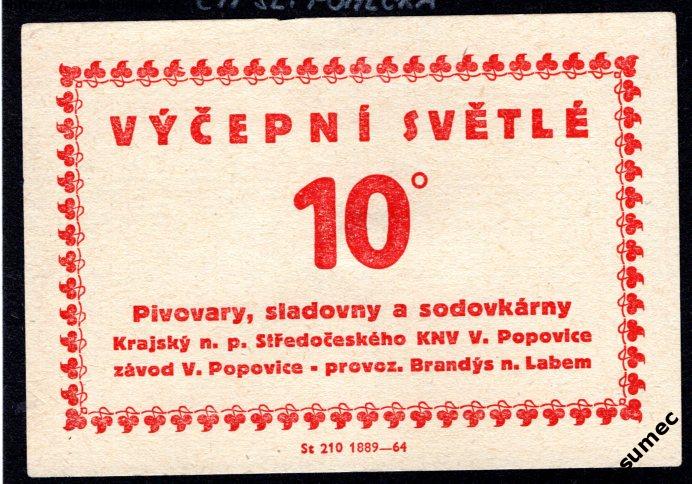 VÝČEPNÍ SVĚTLÉ
10°
Pivovary, sladovny a sodovkárny
Krajský n. p. Středočeského KNV V. Popovice
závod V. Popovice - provoz. Brandýs n. Labem
St 210 1889—64
sumec